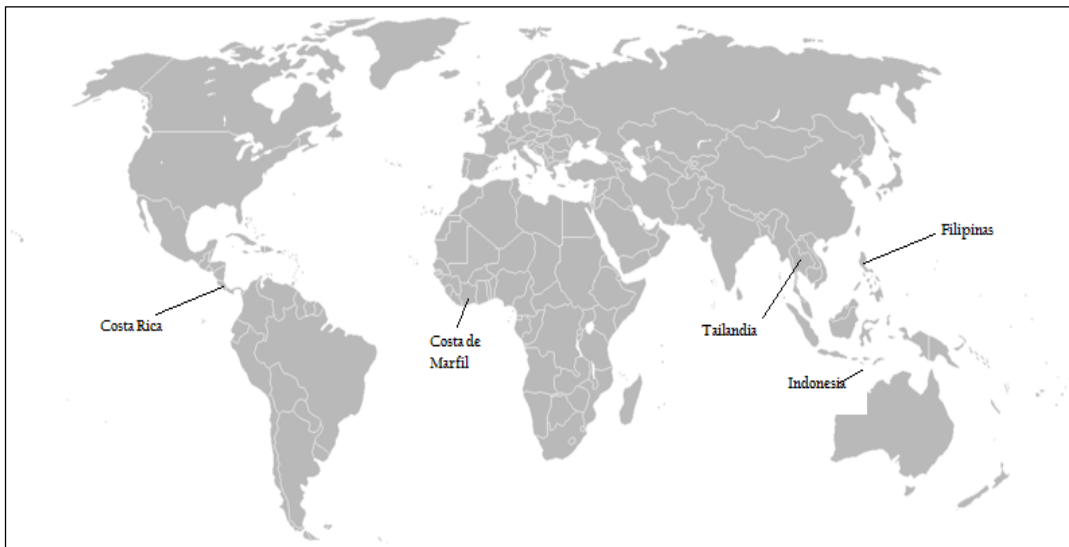 Filipinas
Costa Rica
Tailandia
Costa de
Marfil
Indonesia